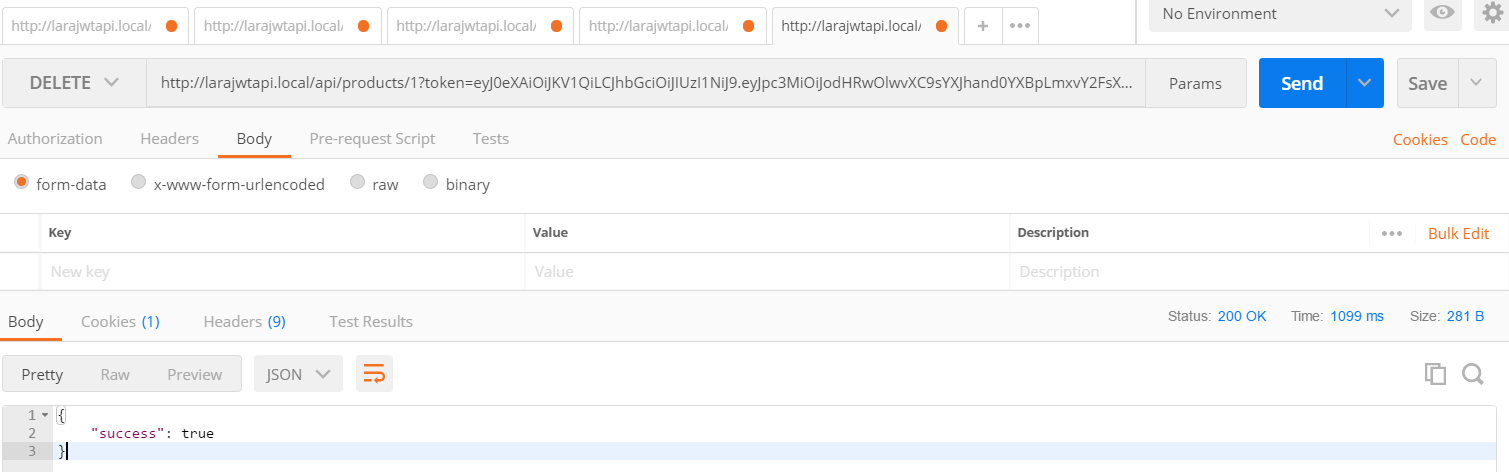 http://larajwtapi.local/ http://larajwtapi.local/ http://larajwtapi.local/ http://larajwtapi.local/ http://larajwtapi.local/ + ••• No Environment
DELETE http://larajwtapi.local/api/products/1?token=eyJ0eXAiOiJKV1QiLCJhbGciOiJIUzI1NiJ9.eyJpc3MiOiJodHRwOlwvXC9sYXJhand0YXBpLmxvY2FsX... Params Send Save
Authorization Headers Body Pre-request Script Tests Cookies Code
form-data x-www-form-urlencoded raw binary
Key Value Description ••• Bulk Edit
New key Value Description
Body Cookies (1) Headers (9) Test Results Status: 200 OK Time: 1099 ms Size: 281 B
Pretty Raw Preview JSON
1 {
2 "success": true
3 }